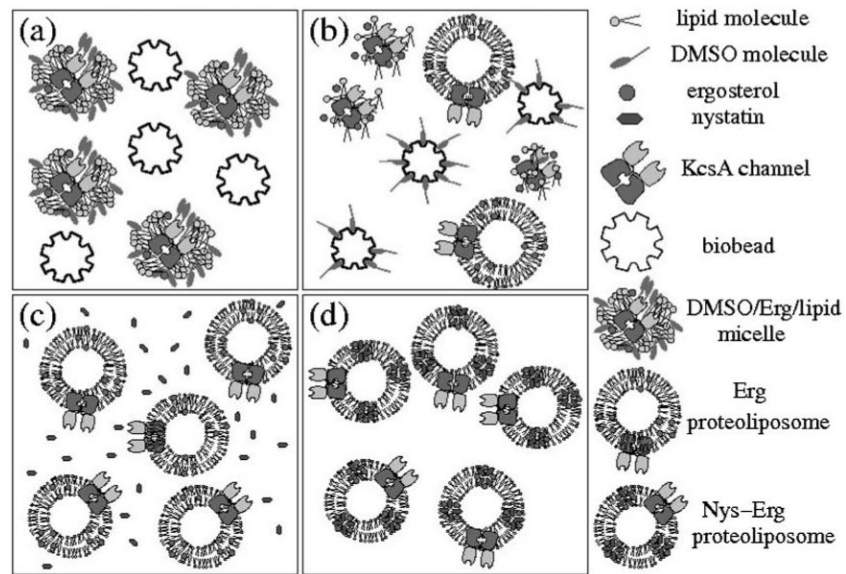 (a)
(b)
(c)
(d)
lipid molecule
DMSO molecule
ergosterol
nystatin
KcsA channel
biobead
DMSO/Erg/lipid
micelle
Erg
proteoliposome
Nys–Erg
proteoliposome